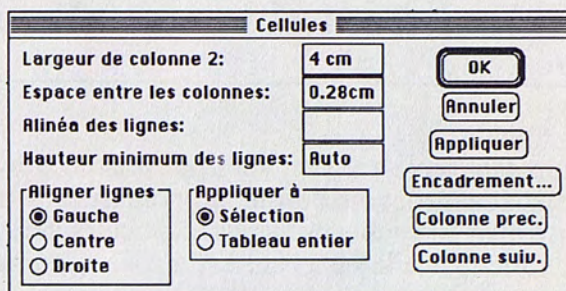 Cellules
Largeur de colonne 2: 4 cm
Espace entre les colonnes: 0.28cm
Alinéa des lignes:
Hauteur minimum des lignes: Auto
Aligner lignes
Gauche
Centre
Droite
Appliquer à
Sélection
Tableau entier
OK
Annuler
Appliquer
Encadrement...
Colonne prec.
Colonne suiv.